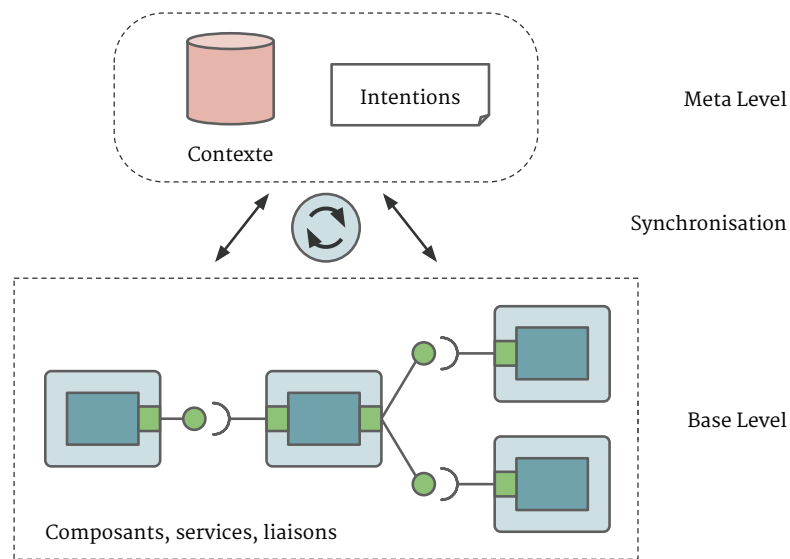 Intentions
Meta Level
Contexte
Synchronisation
Base Level
Composants, services, liaisons